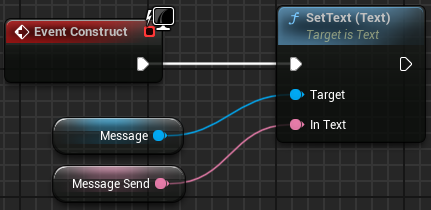 Event Construct
SetText (Text)
Target is Text
Target
In Text
Message
Message Send